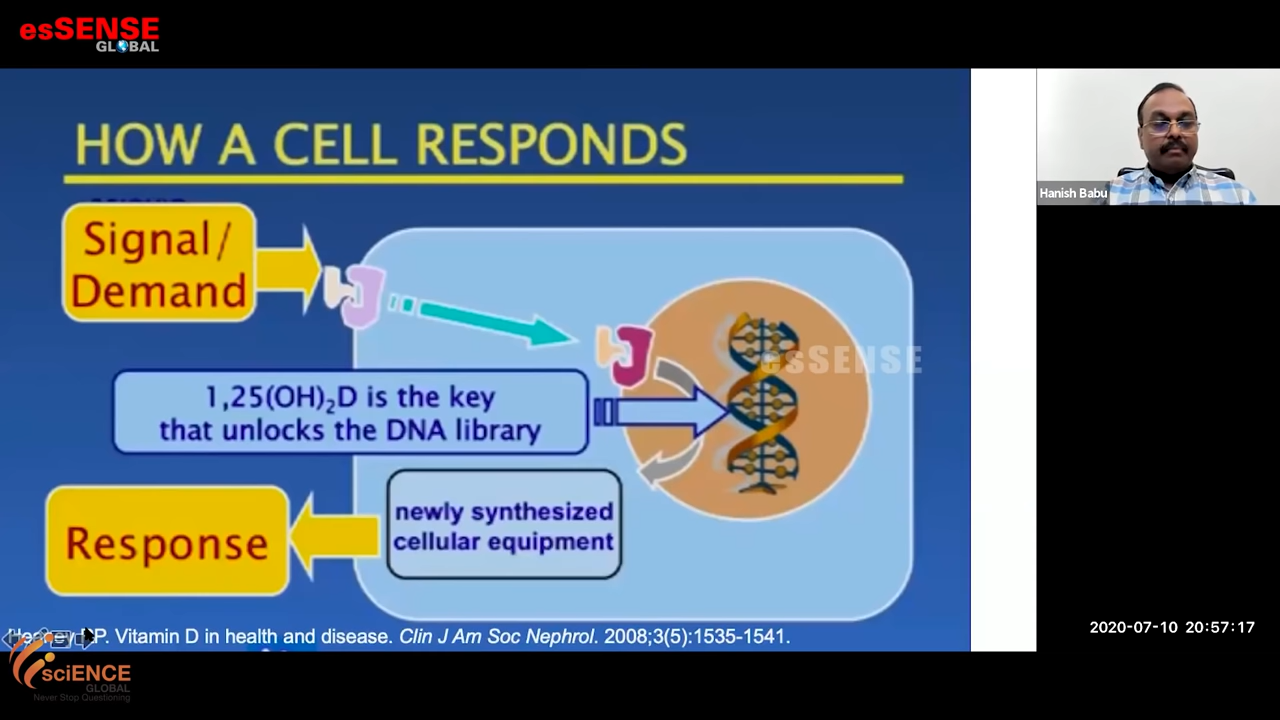 esSENSE
GLOBAL
HOW A CELL RESPONDS
Signal/
Demand
Hanish Babu
esSENSE
1,25(OH)₂D is the key
that unlocks the DNA library
newly synthesized
cellular equipment
Response
P. Vitamin D in health and disease. Clin J Am Soc Nephrol. 2008;3(5):1535-1541.
2020-07-10 20:57:17
sciENCE
GLOBAL
Never Stop Questioning